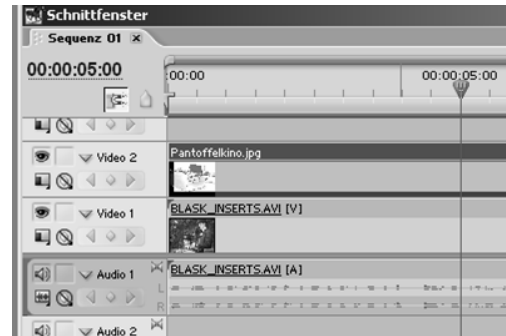 Schnittfenster
Sequenz 01
00:00:05:00
:00:00 00:00:05:00
Video 2 Pantoffelkino.jpg
Video 1 BLASK_INSERTS.AVI [V]
Audio 1 BLASK_INSERTS.AVI [A]
L
R
Audio 2